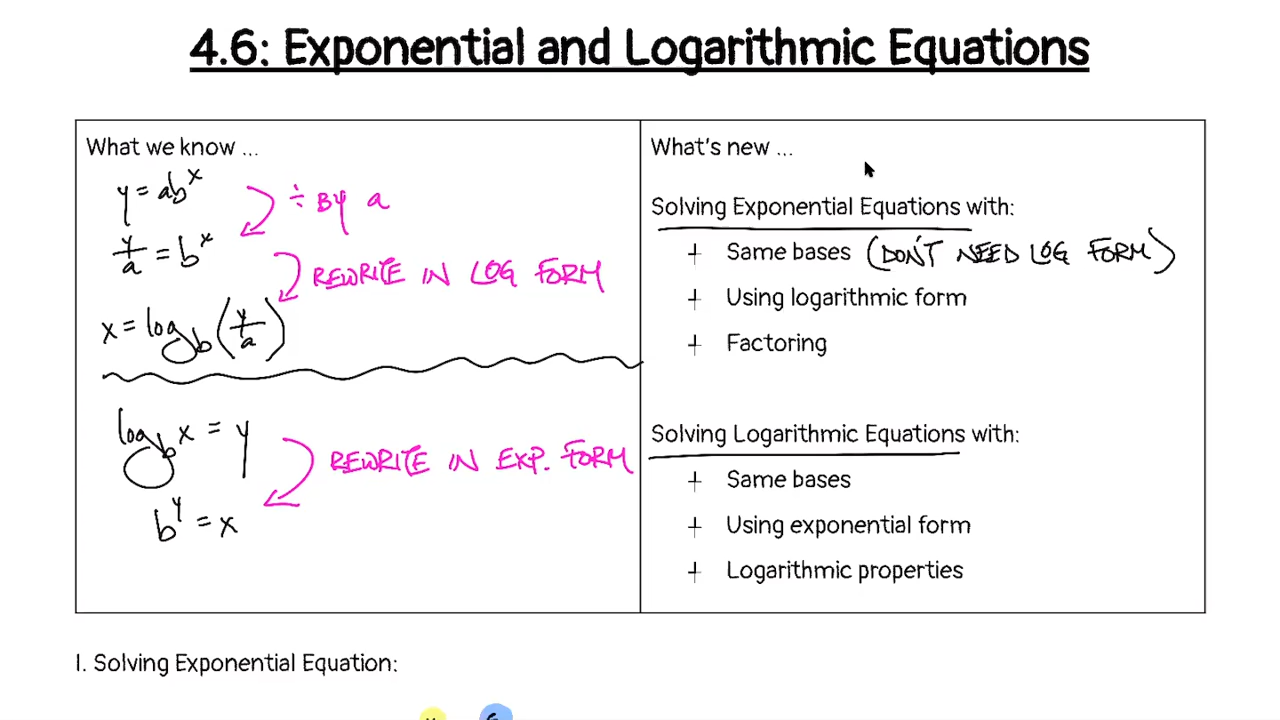 4.6: Exponential and Logarithmic Equations
What we know ...
y = ab^x
÷ BY a
y/a = b^x
REWRITE IN LOG FORM
x = log_b (y/a)
log_b x = y
REWRITE IN EXP. FORM
b^y = x
What's new ...
Solving Exponential Equations with:
+ Same bases (DON'T NEED LOG FORM)
+ Using logarithmic form
+ Factoring
Solving Logarithmic Equations with:
+ Same bases
+ Using exponential form
+ Logarithmic properties
I. Solving Exponential Equation: